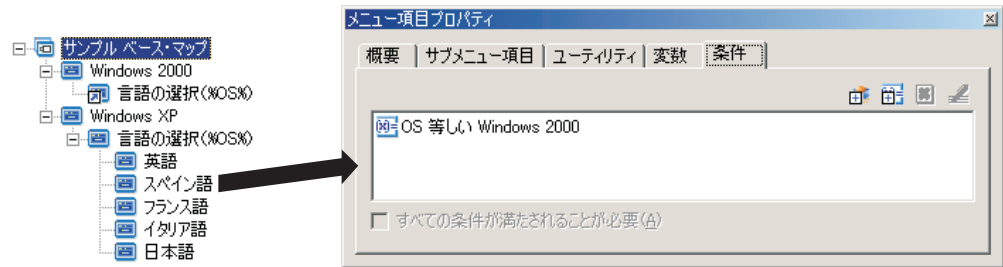 サンプル ベース・マップ
Windows 2000
言語の選択(%OS%)
Windows XP
言語の選択(%OS%)
英語
スペイン語
フランス語
イタリア語
日本語
メニュー項目プロパティ
概要 サブメニュー項目 ユーティリティ 変数 条件
OS 等しい Windows 2000
すべての条件が満たされることが必要(A)